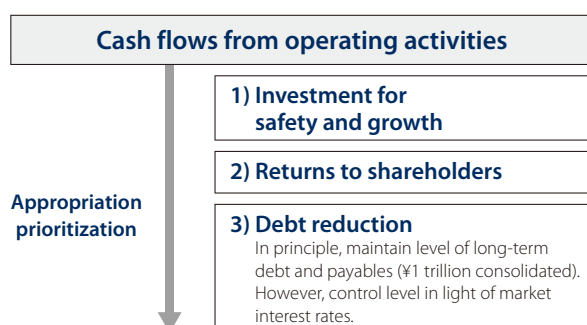 Cash flows from operating activities
Appropriation
prioritization
1) Investment for
safety and growth
2) Returns to shareholders
3) Debt reduction
In principle, maintain level of long-term
debt and payables (¥1 trillion consolidated).
However, control level in light of market
interest rates.